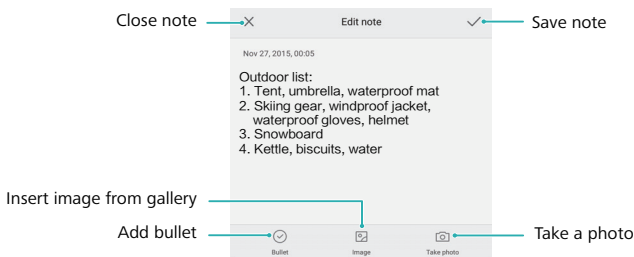 Close note
Edit note
Save note
Nov 27, 2015, 00:05
Outdoor list:
1. Tent, umbrella, waterproof mat
2. Skiing gear, windproof jacket,
waterproof gloves, helmet
3. Snowboard
4. Kettle, biscuits, water
Insert image from gallery
Add bullet
Take a photo
Bullet
Image
Take photo